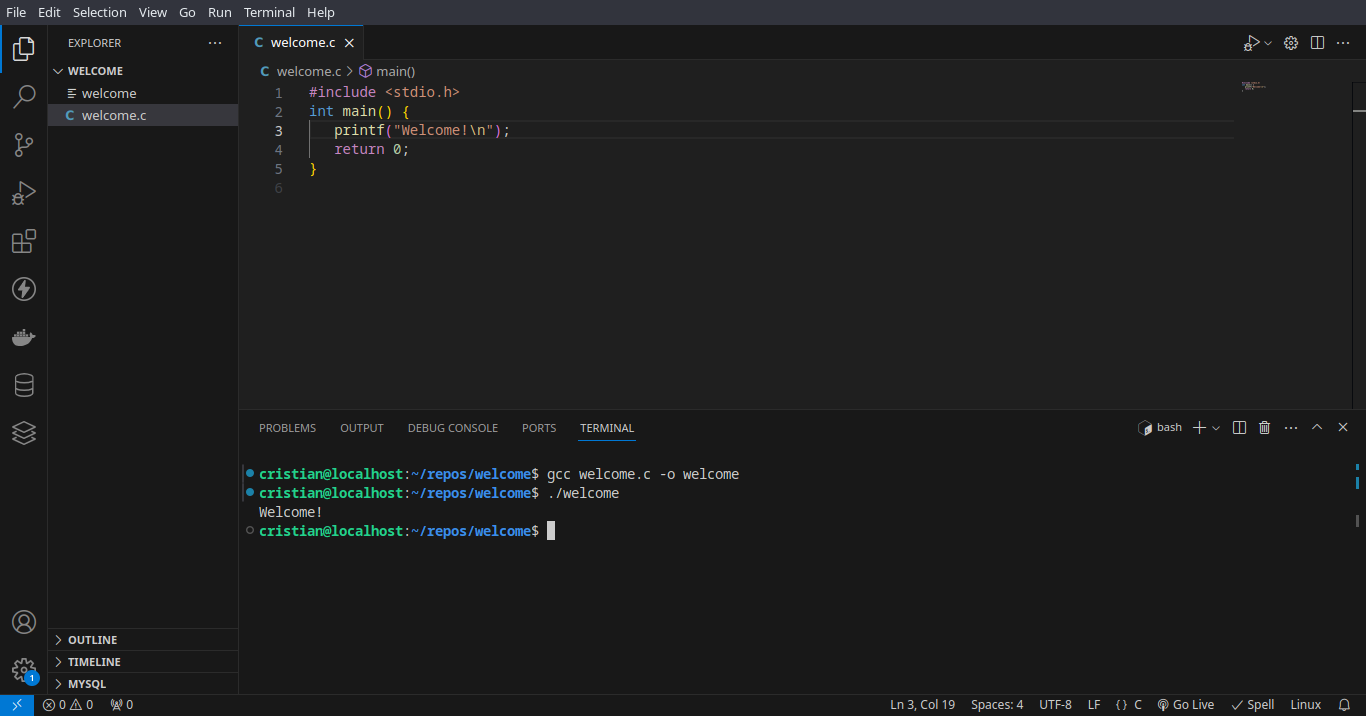 File Edit Selection View Go Run Terminal Help
EXPLORER
WELCOME
welcome
C welcome.c
OUTLINE
TIMELINE
MYSQL
1
C welcome.c
C welcome.c > main()
1 #include <stdio.h>
2 int main() {
3 printf("Welcome!\n");
4 return 0;
5 }
6
PROBLEMS OUTPUT DEBUG CONSOLE PORTS TERMINAL
bash
cristian@localhost:~/repos/welcome$ gcc welcome.c -o welcome
cristian@localhost:~/repos/welcome$ ./welcome
Welcome!
cristian@localhost:~/repos/welcome$
0 0 0 Ln 3, Col 19 Spaces: 4 UTF-8 LF {} C Go Live Spell Linux